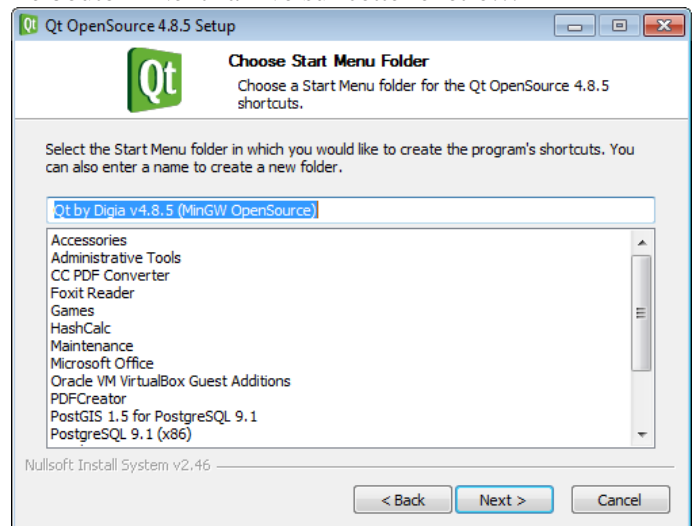 Qt OpenSource 4.8.5 Setup
Qt
Choose Start Menu Folder
Choose a Start Menu folder for the Qt OpenSource 4.8.5
shortcuts.
Select the Start Menu folder in which you would like to create the program's shortcuts. You
can also enter a name to create a new folder.
Qt by Digia v4.8.5 (MinGW OpenSource)
Accessories
Administrative Tools
CC PDF Converter
Foxit Reader
Games
HashCalc
Maintenance
Microsoft Office
Oracle VM VirtualBox Guest Additions
PDFCreator
PostGIS 1.5 for PostgreSQL 9.1
PostgreSQL 9.1 (x86)
Nullsoft Install System v2.46
< Back Next > Cancel